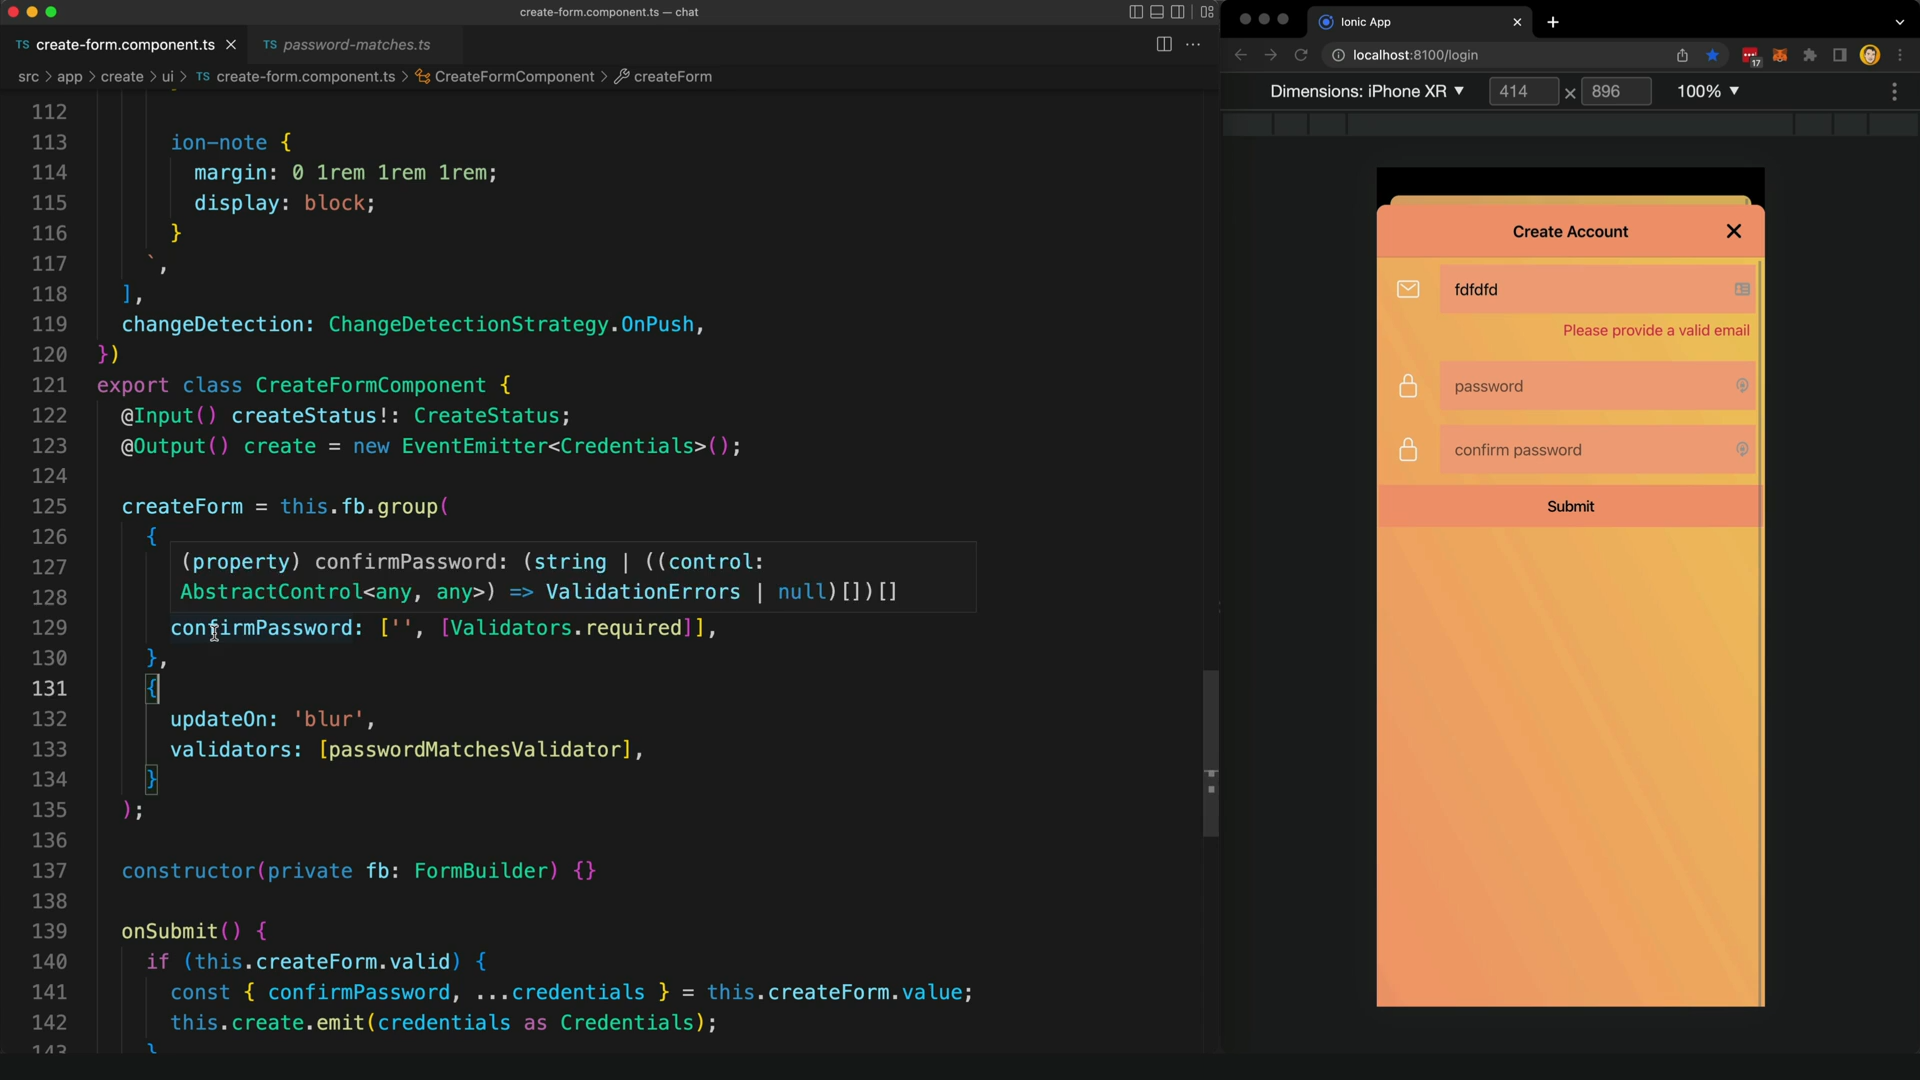 create-form.component.ts — chat
TS create-form.component.ts
TS password-matches.ts
src > app > create > ui > TS create-form.component.ts > CreateFormComponent > createForm
112
113 ion-note {
114 margin: 0 1rem 1rem 1rem;
115 display: block;
116 }
117 `,
118 ],
119 changeDetection: ChangeDetectionStrategy.OnPush,
120 })
121 export class CreateFormComponent {
122 @Input() createStatus!: CreateStatus;
123 @Output() create = new EventEmitter<Credentials>();
124
125 createForm = this.fb.group(
126 {
127 (property) confirmPassword: (string | ((control:
128 AbstractControl<any, any>) => ValidationErrors | null)[])[]
129 confirmPassword: ['', [Validators.required]],
130 },
131 {
132 updateOn: 'blur',
133 validators: [passwordMatchesValidator],
134 }
135 );
136
137 constructor(private fb: FormBuilder) {}
138
139 onSubmit() {
140 if (this.createForm.valid) {
141 const { confirmPassword, ...credentials } = this.createForm.value;
142 this.create.emit(credentials as Credentials);
143 }
Ionic App
localhost:8100/login
17
Dimensions: iPhone XR ▼ 414 × 896 100% ▼
Create Account
fdfdfd
Please provide a valid email
password
confirm password
Submit